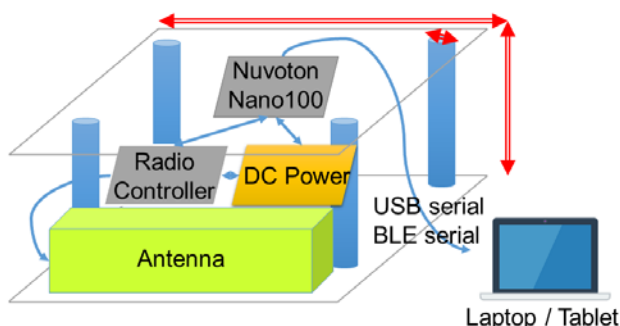 Nuvoton
Nano100
Radio
Controller
DC Power
USB serial
BLE serial
Antenna
Laptop / Tablet